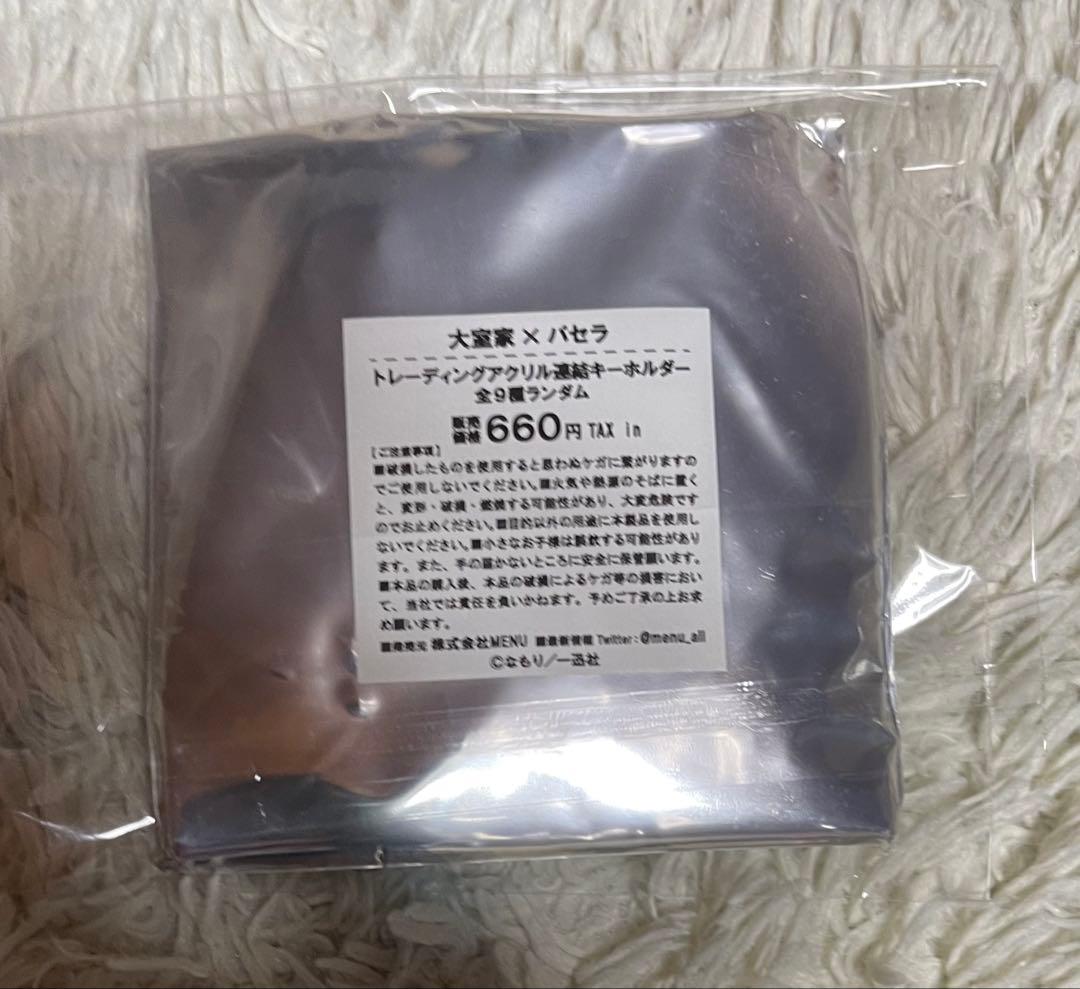 大室家 × パセラ
トレーディングアクリル連結キーホルダー
全9種ランダム
販売価格 660円 TAX in
[ご注意事項]
■破損したものを使用すると思わぬケガに繋がりますの
でご使用しないでください。■火気や熱源のそばに置く
と、変形・破損・燃焼する可能性があり、大変危険です
のでお止めください。■目的以外の用途に本製品を使用し
ないでください。■小さなお子様は誤飲する可能性があり
ます。また、手の届かないところに安全に保管願います。
■本品の購入後、本品の破損によるケガ等の損害におい
て、当社では責任を負いかねます。予めご了承の上お求
め願います。
■発売元 株式会社MENU ■最新情報 Twitter:@menu_all
©なもり/一迅社